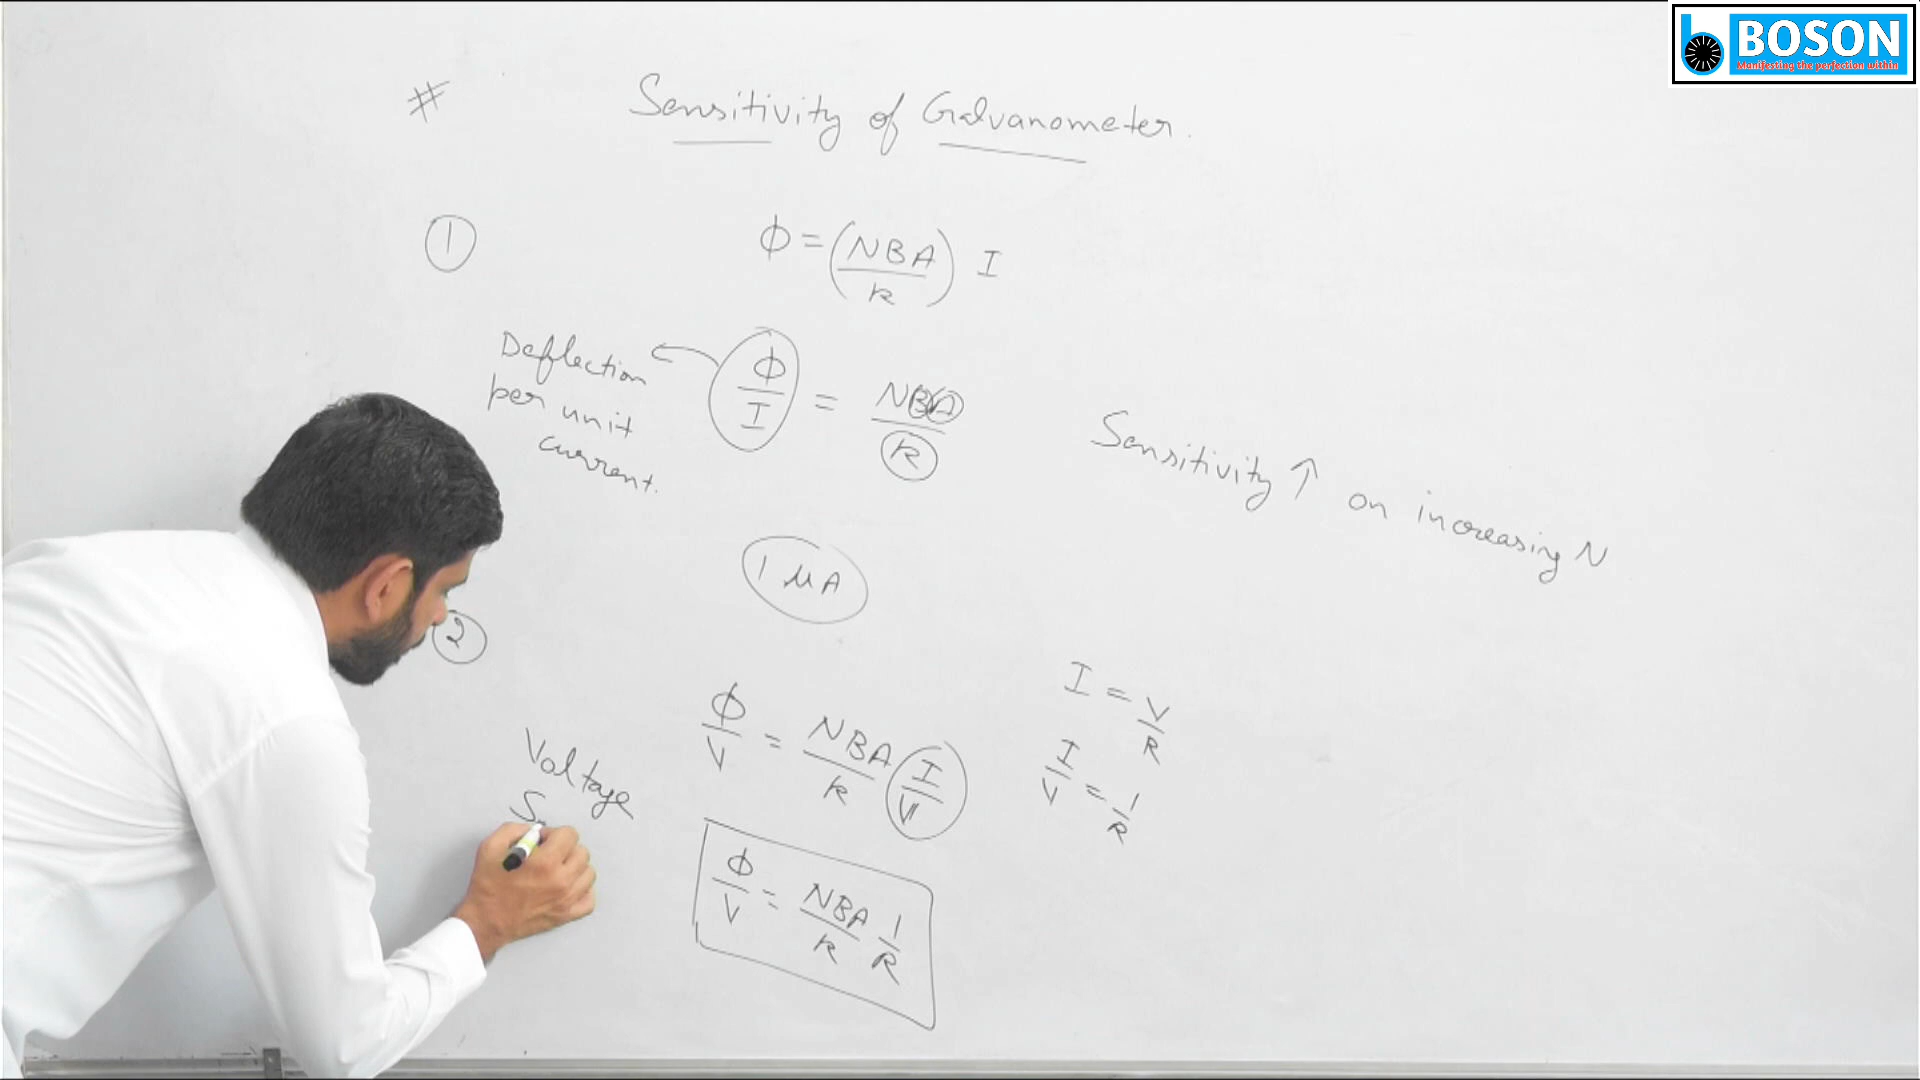 BOSON
Manifesting the perfection within
# Sensitivity of Galvanometer.
① ϕ = (NBA/k) I
Deflection
per unit
current.
ϕ/I = NBA/k
Sensitivity ↑ on increasing N
1 μA
②
ϕ/V = NBA/k I/V
I = V/R
I/V = 1/R
Voltage
S
ϕ/V = NBA/k 1/R